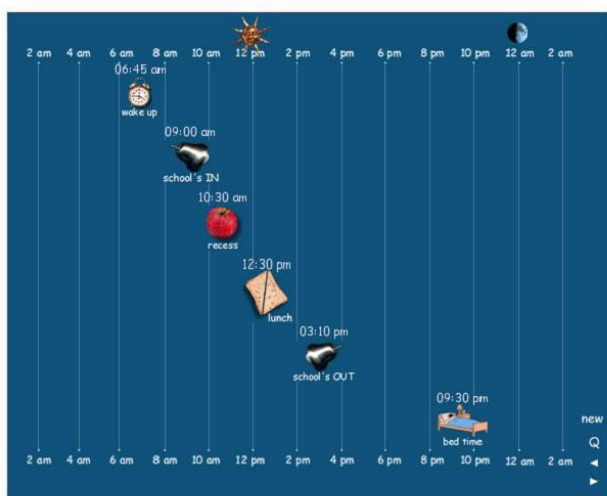 2 am 4 am 6 am 8 am 10 am 12 pm 2 pm 4 pm 6 pm 8 pm 10 pm 12 am 2 am
06:45 am
wake up
09:00 am
school's IN
10:30 am
recess
12:30 pm
lunch
03:10 pm
school's OUT
09:30 pm
bed time
new
Q
2 am 4 am 6 am 8 am 10 am 12 pm 2 pm 4 pm 6 pm 8 pm 10 pm 12 am 2 am